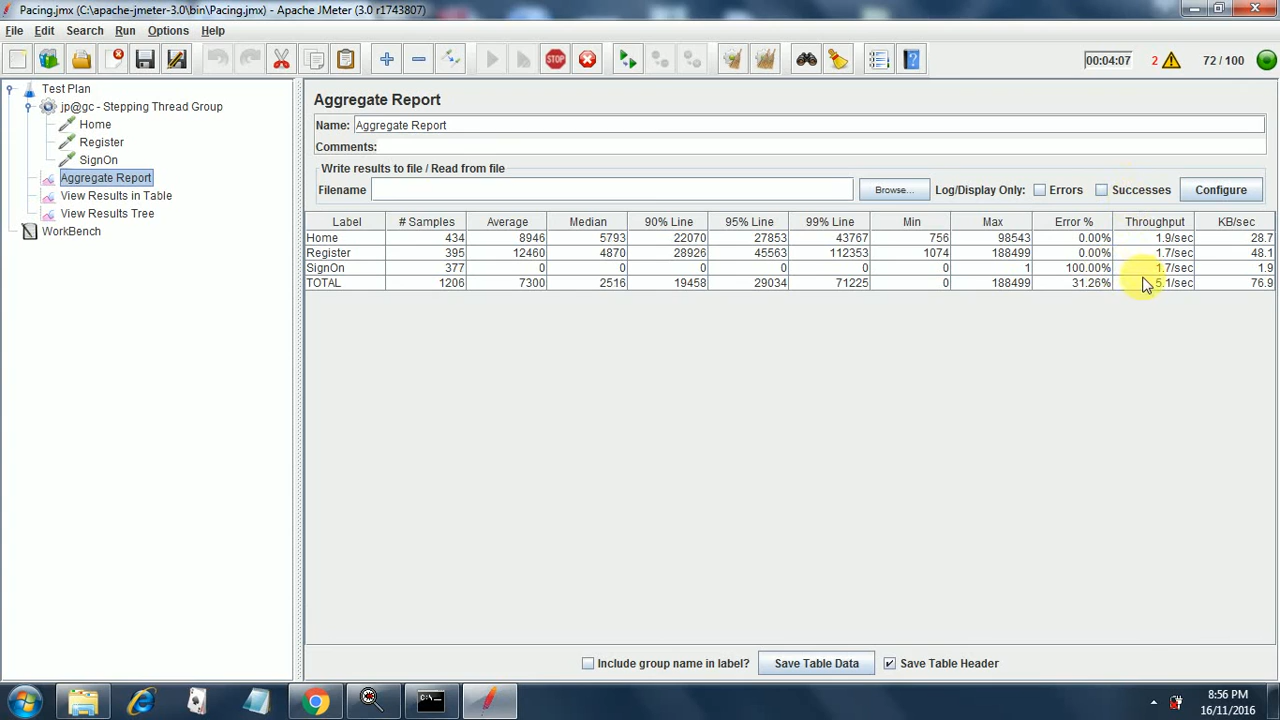 Pacing.jmx (C:\apache-jmeter-3.0\bin\Pacing.jmx) - Apache JMeter (3.0 r1743807)
File Edit Search Run Options Help
STOP 00:04:07 2 72 / 100
Test Plan
jp@gc - Stepping Thread Group
Home
Register
SignOn
Aggregate Report
View Results in Table
View Results Tree
WorkBench
Aggregate Report
Name: Aggregate Report
Comments:
Write results to file / Read from file
Filename Browse... Log/Display Only: Errors Successes Configure
Label # Samples Average Median 90% Line 95% Line 99% Line Min Max Error % Throughput KB/sec
Home 434 8946 5793 22070 27853 43767 756 98543 0.00% 1.9/sec 28.7
Register 395 12460 4870 28926 45563 112353 1074 188499 0.00% 1.7/sec 48.1
SignOn 377 0 0 0 0 0 0 1 100.00% 1.7/sec 1.9
TOTAL 1206 7300 2516 19458 29034 71225 0 188499 31.26% 5.1/sec 76.9
Include group name in label? Save Table Data Save Table Header
8:56 PM
16/11/2016